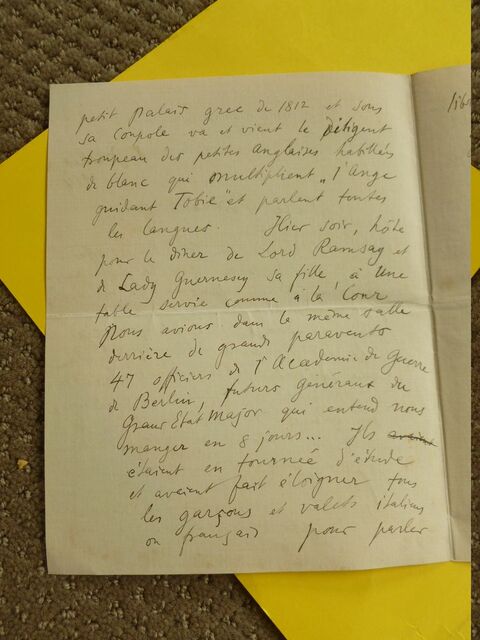 petit Palais grec de 1812 et sous
sa Coupole va et vient le Diligent
troupeau des petites Anglaises habillées
de blanc qui multiplient „l'Ange
guidant Tobie" et parlent toutes
les langues. Hier soir, hôte
pour le dîner de Lord Ramsay et
de Lady Guernesey sa fille à une
table servie comme à la Cour
Nous avions dans la même salle
derrière de grands paravents
47 officiers de l'Académie de Guerre
de Berlin, futurs généraux du
Grand Etat Major qui entend nous
manger en 8 jours... Ils avaient
étaient en tournée d'étude
et avaient fait éloigner tous
les garçons et valets italiens
ou français pour parler
libr